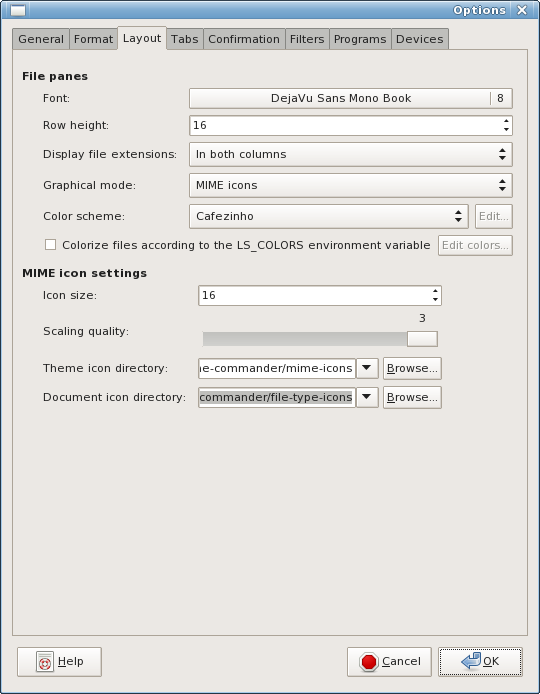 Options
General Format Layout Tabs Confirmation Filters Programs Devices
File panes
Font: DejaVu Sans Mono Book 8
Row height: 16
Display file extensions: In both columns
Graphical mode: MIME icons
Color scheme: Cafezinho Edit...
Colorize files according to the LS_COLORS environment variable Edit colors...
MIME icon settings
Icon size: 16
3
Scaling quality:
Theme icon directory: e-commander/mime-icons Browse...
Document icon directory: commander/file-type-icons Browse...
Help Cancel OK